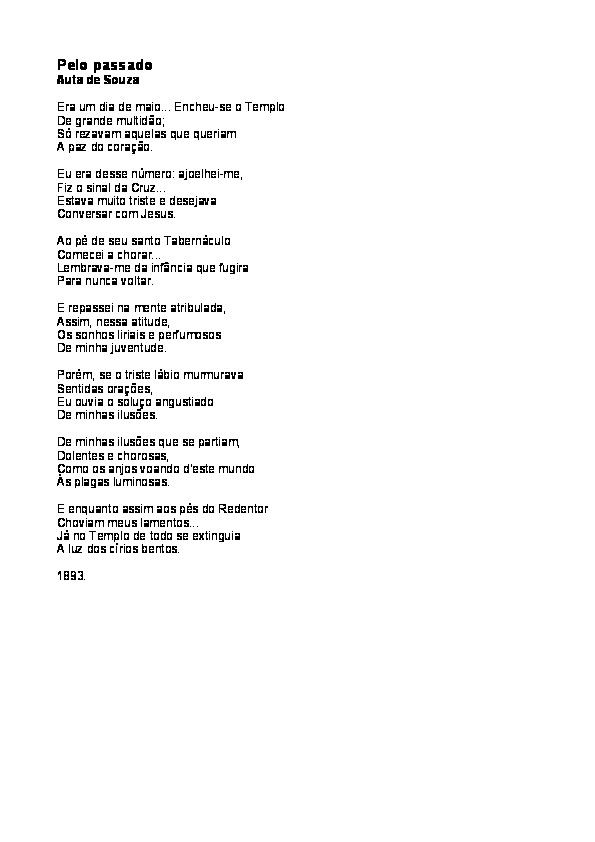 Pelo passado
Auta de Souza
Era um dia de maio... Encheu-se o Templo
De grande multidão;
Só rezavam aquelas que queriam
A paz do coração.
Eu era desse número: ajoelhei-me,
Fiz o sinal da Cruz...
Estava muito triste e desejava
Conversar com Jesus.
Ao pé de seu santo Tabernáculo
Comecei a chorar...
Lembrava-me da infância que fugira
Para nunca voltar.
E repassei na mente atribulada,
Assim, nessa atitude,
Os sonhos liriais e perfumosos
De minha juventude.
Porém, se o triste lábio murmurava
Sentidas orações,
Eu ouvia o soluço angustiado
De minhas ilusões.
De minhas ilusões que se partiam,
Dolentes e chorosas,
Como os anjos voando d'este mundo
Às plagas luminosas.
E enquanto assim aos pés do Redentor
Choviam meus lamentos...
Já no Templo de todo se extinguia
A luz dos círios bentos.
1893.